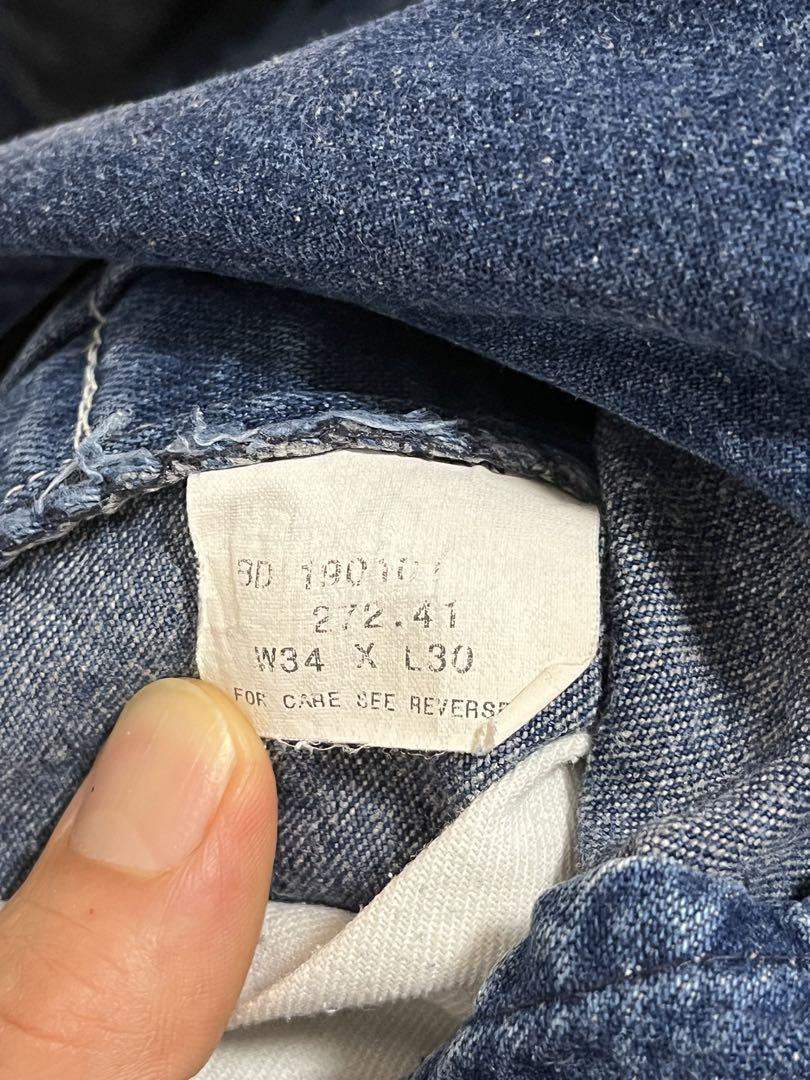 272.41
W34 X L30
FOR CARE SEE REVERSE